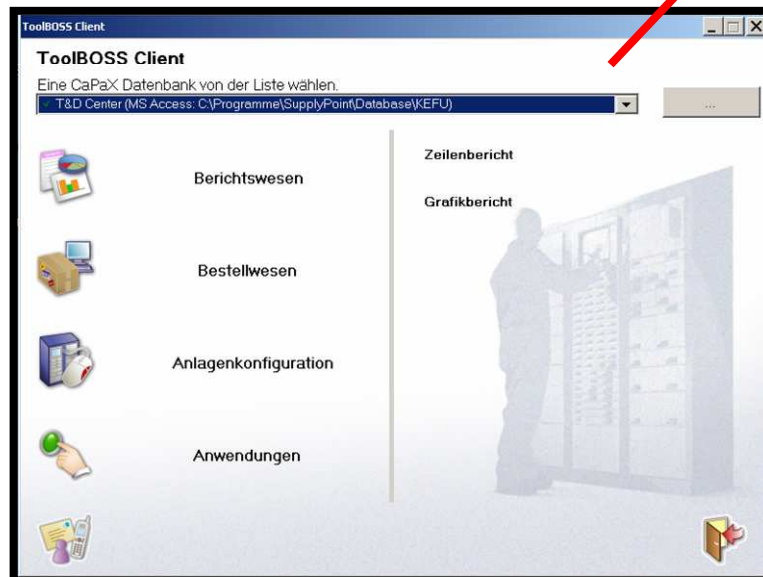 ToolBOSS Client
ToolBOSS Client
Eine CaPaX Datenbank von der Liste wählen.
T&D Center (MS Access: C:\Programme\SupplyPoint\Database\KEFU)
...
Berichtswesen
Zeilenbericht
Grafikbericht
Bestellwesen
Anlagenkonfiguration
Anwendungen